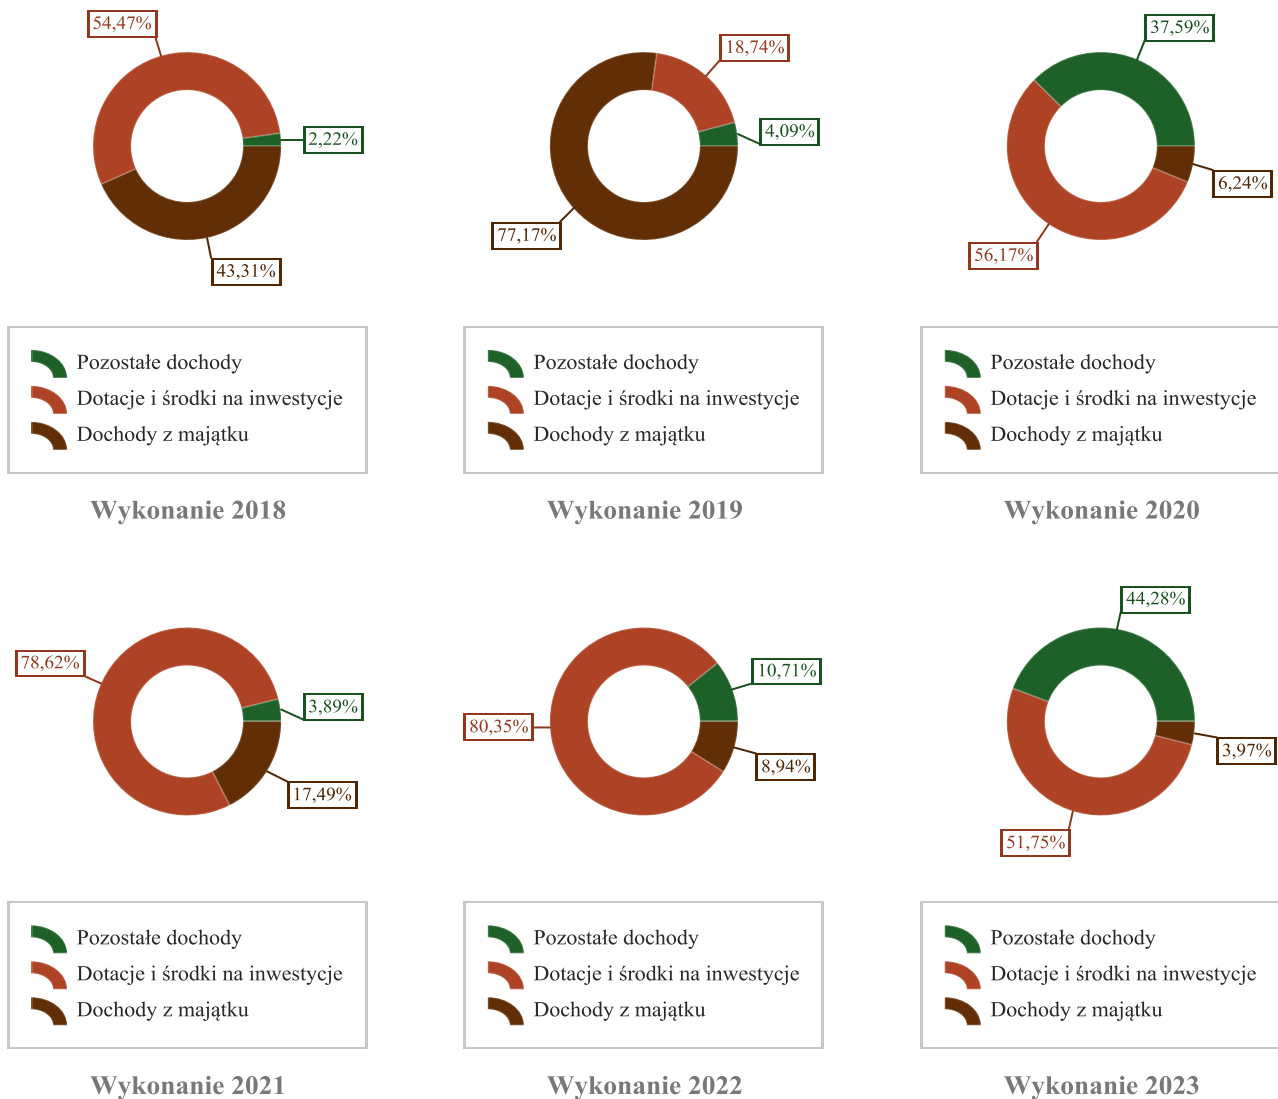 54,47%
2,22%
43,31%
Pozostałe dochody
Dotacje i środki na inwestycje
Dochody z majątku
Wykonanie 2018
18,74%
4,09%
77,17%
Pozostałe dochody
Dotacje i środki na inwestycje
Dochody z majątku
Wykonanie 2019
37,59%
6,24%
56,17%
Pozostałe dochody
Dotacje i środki na inwestycje
Dochody z majątku
Wykonanie 2020
78,62%
3,89%
17,49%
Pozostałe dochody
Dotacje i środki na inwestycje
Dochody z majątku
Wykonanie 2021
10,71%
80,35%
8,94%
Pozostałe dochody
Dotacje i środki na inwestycje
Dochody z majątku
Wykonanie 2022
44,28%
3,97%
51,75%
Pozostałe dochody
Dotacje i środki na inwestycje
Dochody z majątku
Wykonanie 2023